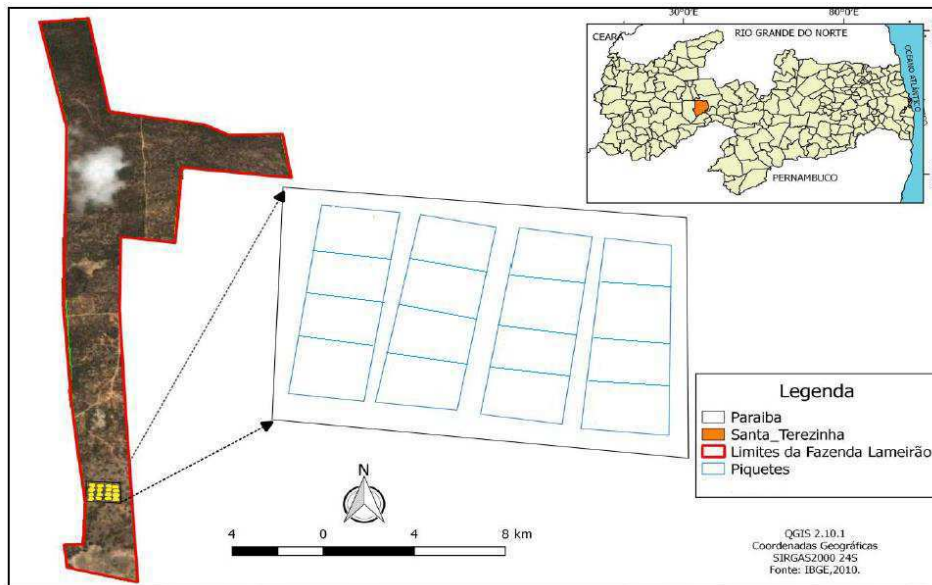 30°0'E 80°0'E
CEARÁ
RIO GRANDE DO NORTE
OCEANO ATLÂNTICO
PERNAMBUCO
Legenda
Paraiba
Santa_Terezinha
Limites da Fazenda Lameirão
Piquetes
N
4 0 4 8 km
QGIS 2.10.1
Coordenadas Geográficas
SIRGAS2000 24S
Fonte: IBGE,2010.